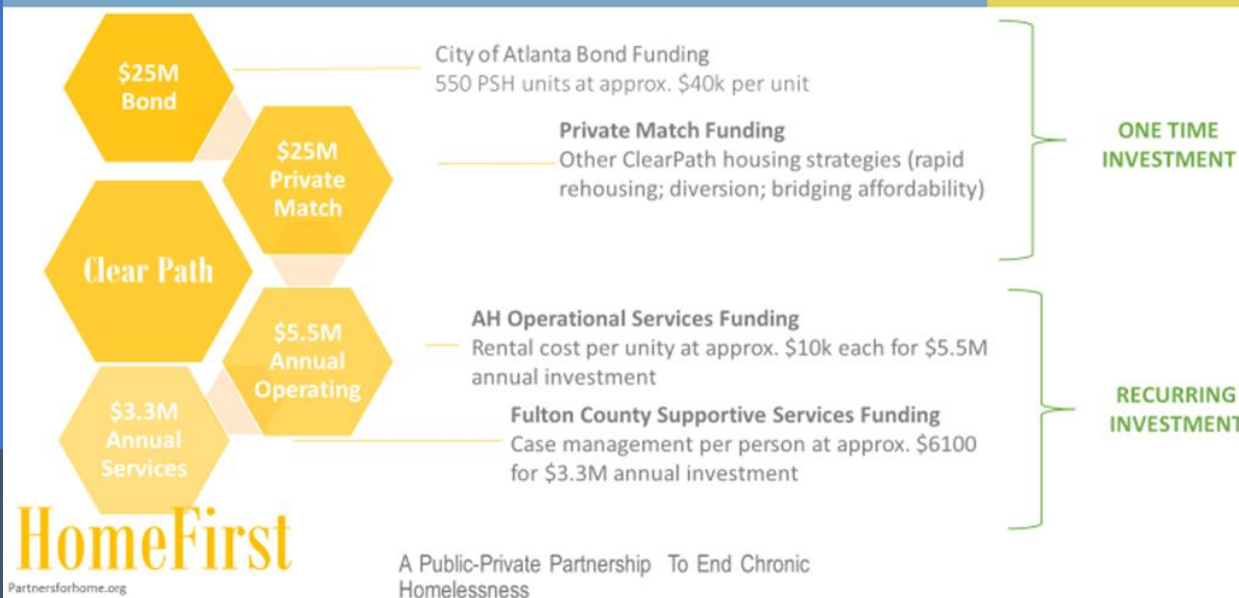 $25M
Bond
City of Atlanta Bond Funding
550 PSH units at approx. $40k per unit
$25M
Private
Match
Private Match Funding
Other ClearPath housing strategies (rapid
rehousing; diversion; bridging affordability)
ONE TIME
INVESTMENT
Clear Path
$5.5M
Annual
Operating
AH Operational Services Funding
Rental cost per unity at approx. $10k each for $5.5M
annual investment
$3.3M
Annual
Services
Fulton County Supportive Services Funding
Case management per person at approx. $6100
for $3.3M annual investment
RECURRING
INVESTMENT
HomeFirst
Partnersforhome.org
A Public-Private Partnership To End Chronic
Homelessness